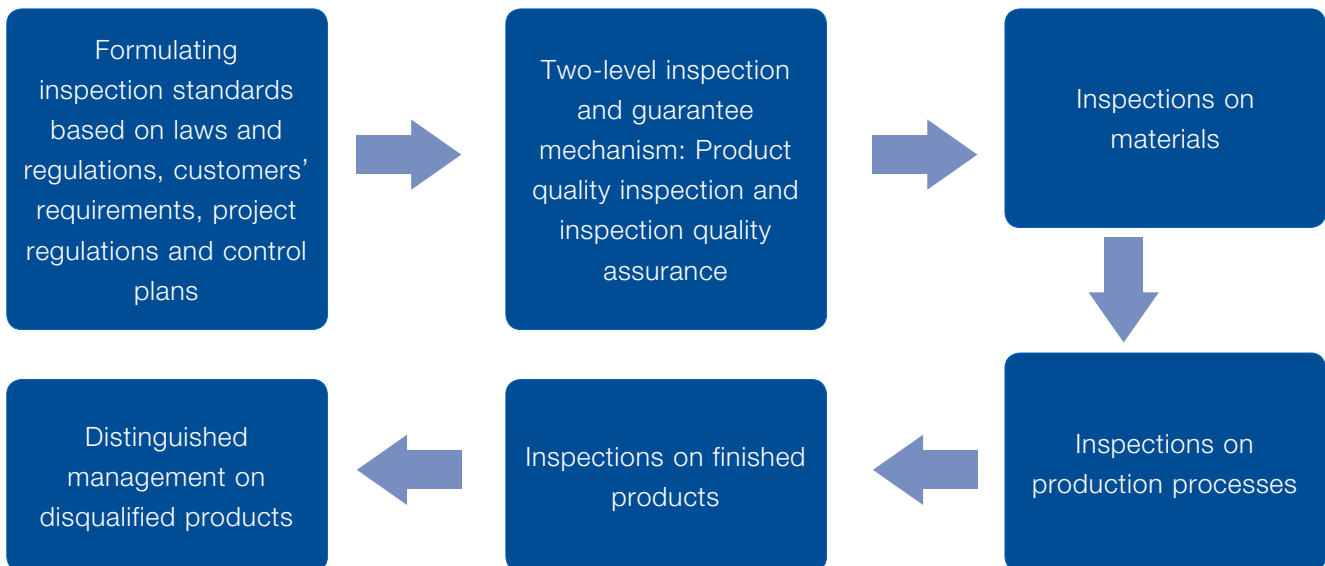 Formulating
inspection standards
based on laws and
regulations, customers’
requirements, project
regulations and control
plans
Two-level inspection
and guarantee
mechanism: Product
quality inspection and
inspection quality
assurance
Inspections on
materials
Inspections on
production processes
Inspections on finished
products
Distinguished
management on
disqualified products